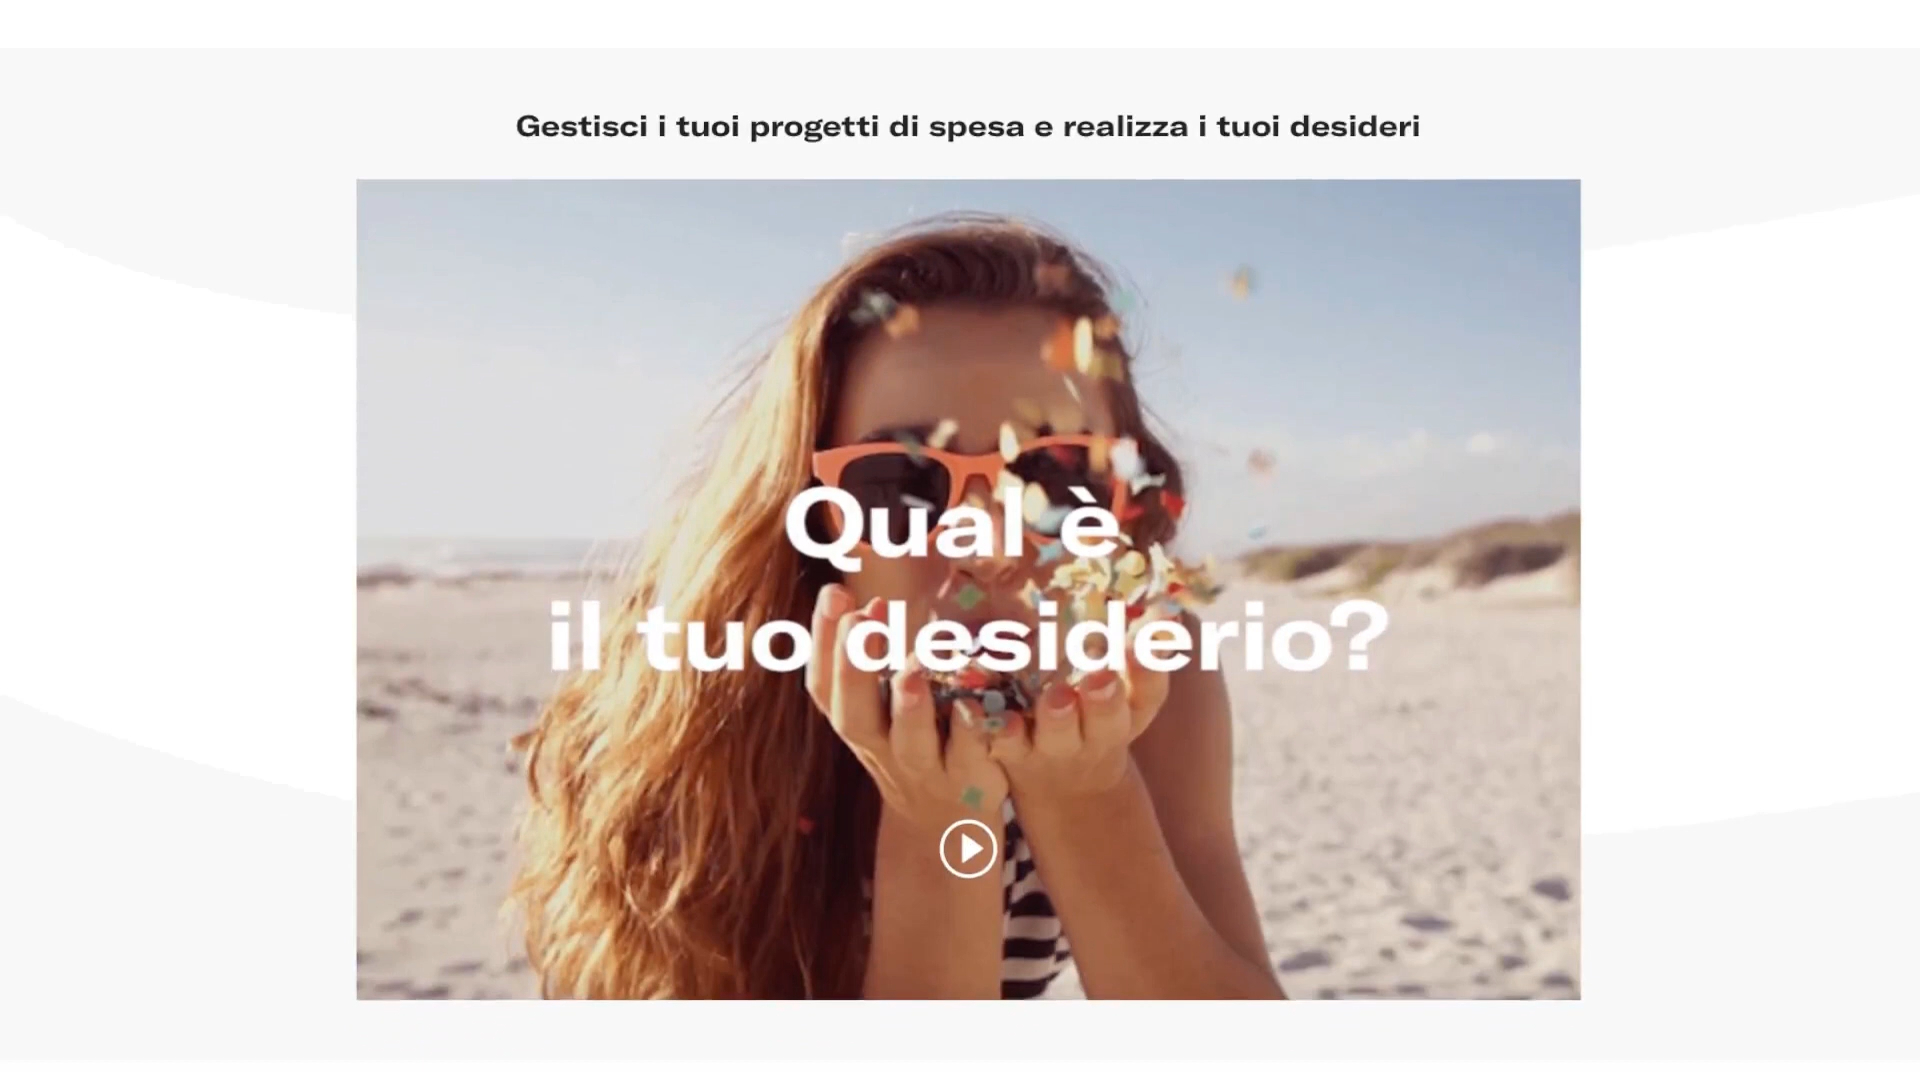 Gestisci i tuoi progetti di spesa e realizza i tuoi desideri
Qual è
il tuo desiderio?